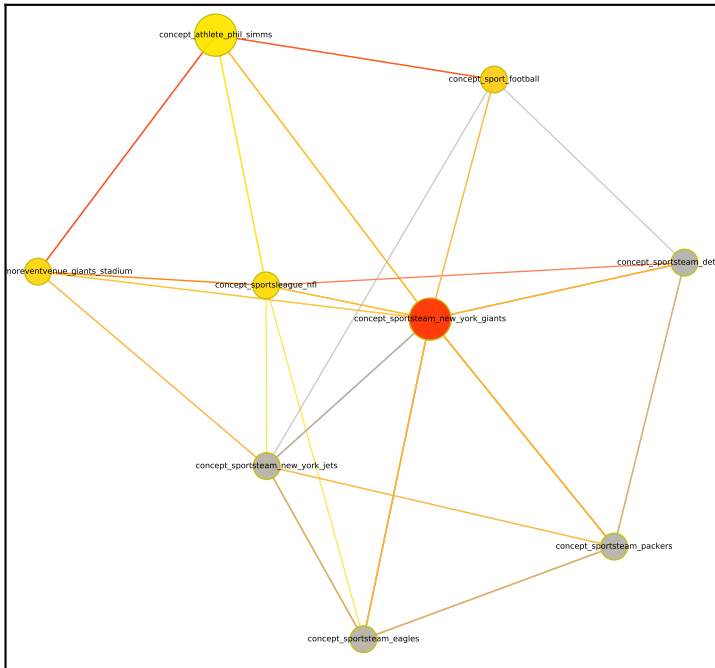 concept_athlete_phil_simms
concept_sport_football
concept_sportsteam_det
moreventvenue_giants_stadium
concept_sportsleague_nfl
concept_sportsteam_new_york_giants
concept_sportsteam_new_york_jets
concept_sportsteam_packers
concept_sportsteam_eagles